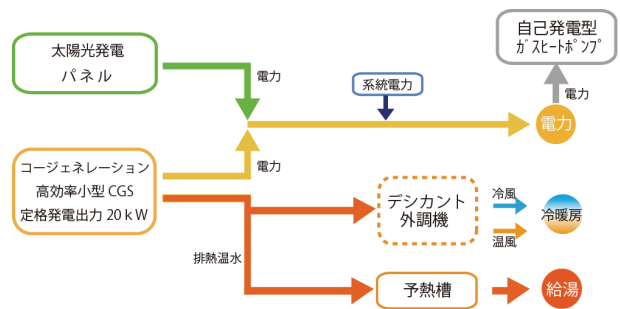 自己発電型
ｶﾞｽﾋｰﾄﾎﾟﾝﾌﾟ
太陽光発電
パネル
電力
系統電力
電力
電力
コージェネレーション
高効率小型CGS
定格発電出力20kW
電力
デシカント
外調機
冷風
温風
冷暖房
排熱温水
予熱槽
給湯